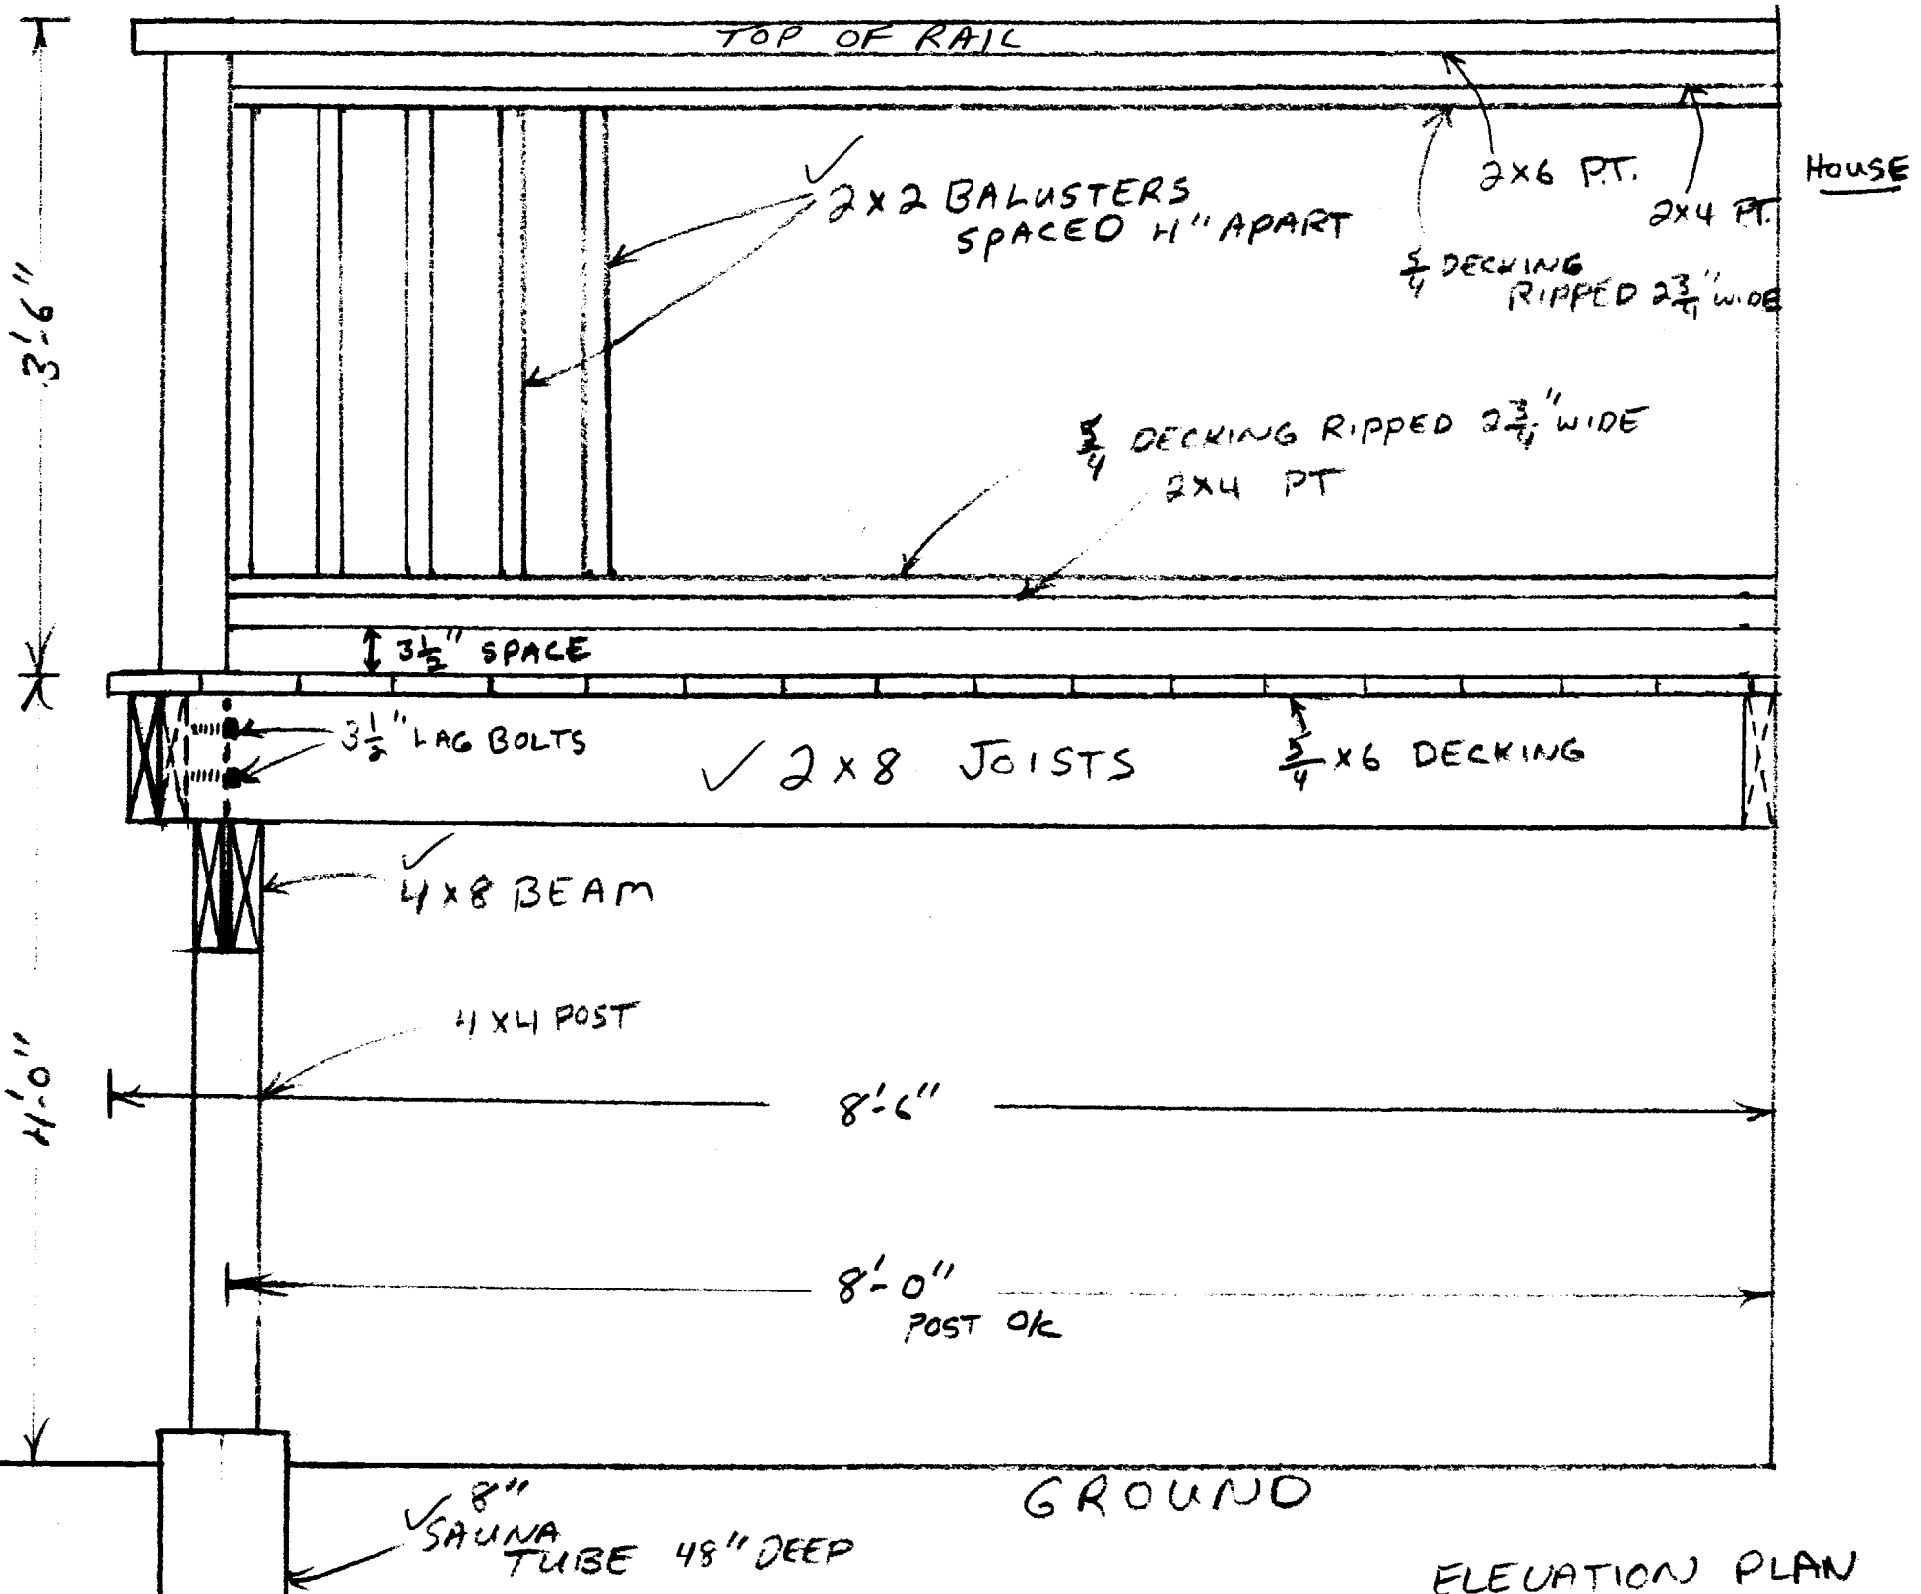 TOP OF RAIL
2x6 P.T.
HOUSE
2x4 PT.
✓
2x2 BALUSTERS
SPACED 4" APART
5/4 DECKING
RIPPED 2 3/4" WIDE
3'-6"
5/4 DECKING RIPPED 2 3/4" WIDE
2x4 PT
3 1/2" SPACE
3 1/2" LAG BOLTS
✓ 2x8 JOISTS
5/4 x 6 DECKING
✓
4x8 BEAM
4x4 POST
4'-0"
8'-6"
8'-0"
POST O/C
GROUND
✓ 8"
SAUNA
TUBE 48" DEEP
ELEVATION PLAN